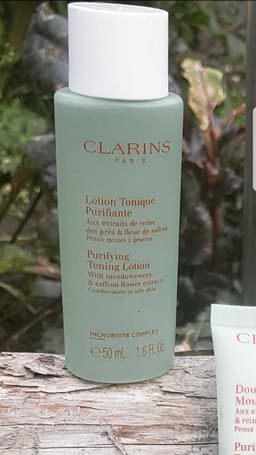 CLARINS
PARIS
Lotion Tonique
Purifiante
Aux extraits de reine
des prés & fleur de safran
Peaux mixtes à grasses
Purifying
Toning Lotion
With meadowsweet
& saffron flower extracts
Combination to oily skin
MICROBIOTE COMPLEX
℮50 mL 1.6 Fl. Oz.
C
Dou
Mou
Aux e
& rein
Peaux
Puri